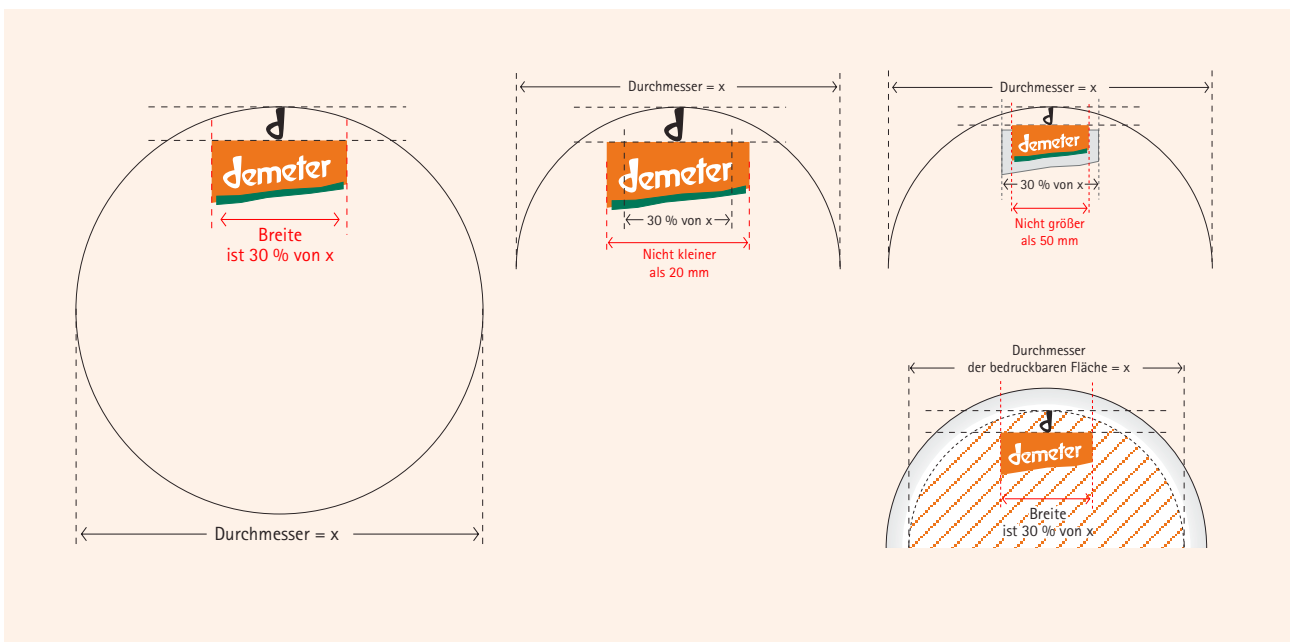 d
demeter
Breite
ist 30 % von x
Durchmesser = x
Durchmesser = x
d
demeter
30 % von x
Nicht kleiner
als 20 mm
Durchmesser = x
d
demeter
30 % von x
Nicht größer
als 50 mm
Durchmesser
der bedruckbaren Fläche = x
d
demeter
Breite
ist 30 % von x